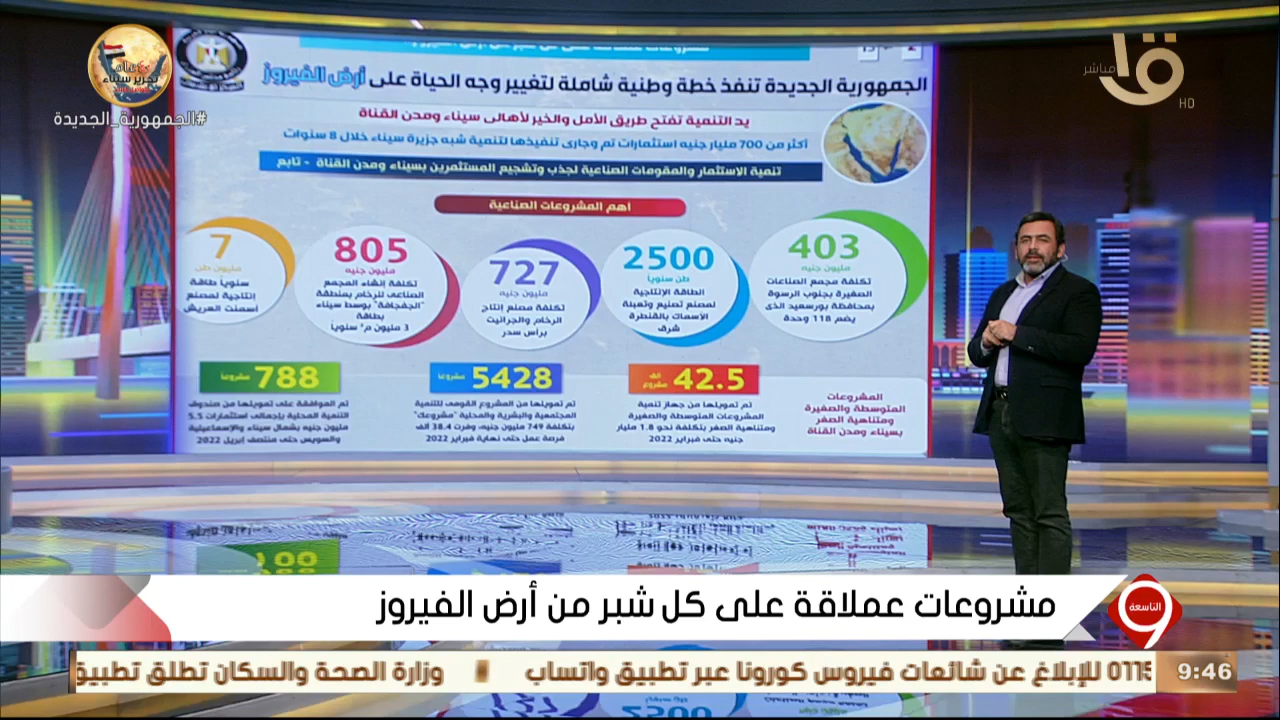 مباشر
HD
#الجمهورية_الجديدة
الجمهورية الجديدة تنفذ خطة وطنية شاملة لتغيير وجه الحياة على أرض الفيروز
يد التنمية تفتح طريق الأمل والخير لأهالى سيناء ومدن القناة
أكثر من 700 مليار جنيه استثمارات تم وجارى تنفيذها لتنمية شبه جزيرة سيناء خلال 8 سنوات
تنمية الاستثمار والمقومات الصناعية لجذب وتشجيع المستثمرين بسيناء ومدن القناة - تابع
اهم المشروعات الصناعية
403
مليون جنيه
تكلفة مجمع الصناعات
الصغيرة بجنوب الرسوة
بمحافظة بورسعيد الذى
يضم 118 وحدة
2500
طن سنوياً
الطاقة الإنتاجية
لمصنع تصنيع وتعبئة
الأسماك بالقنطرة
شرق
727
مليون جنيه
تكلفة مصنع إنتاج
الرخام والجرانيت
برأس سدر
805
مليون جنيه
تكلفة إنشاء المجمع
الصناعى للرخام بمنطقة
"الجفجافة" بوسط سيناء
بطاقة
3 مليون م² سنوياً
7
مليون طن
سنوياً طاقة
إنتاجية لمصنع
أسمنت العريش
المشروعات
المتوسطة والصغيرة
ومتناهية الصغر
بسيناء ومدن القناة
42.5 الف مشروع
تم تمويلها من جهاز تنمية
المشروعات المتوسطة والصغيرة
ومتناهية الصغر بتكلفة نحو 1.8 مليار
جنيه حتى فبراير 2022
5428 مشروعا
تم تمويلها من المشروع القومى للتنمية
المجتمعية والبشرية والمحلية "مشروعك"
بتكلفة 749 مليون جنيه، وفرت 38.4 ألف
فرصة عمل حتى نهاية فبراير 2022
788 مشروعا
تم الموافقة على تمويلها من صندوق
التنمية المحلية بإجمالى استثمارات 5.5
مليون جنيه بشمال سيناء والإسماعيلية
والسويس حتى منتصف ابريل 2022
التاسعة
مشروعات عملاقة على كل شبر من أرض الفيروز
9:46
0115 للإبلاغ عن شائعات فيروس كورونا عبر تطبيق واتساب
وزارة الصحة والسكان تطلق تطبيق